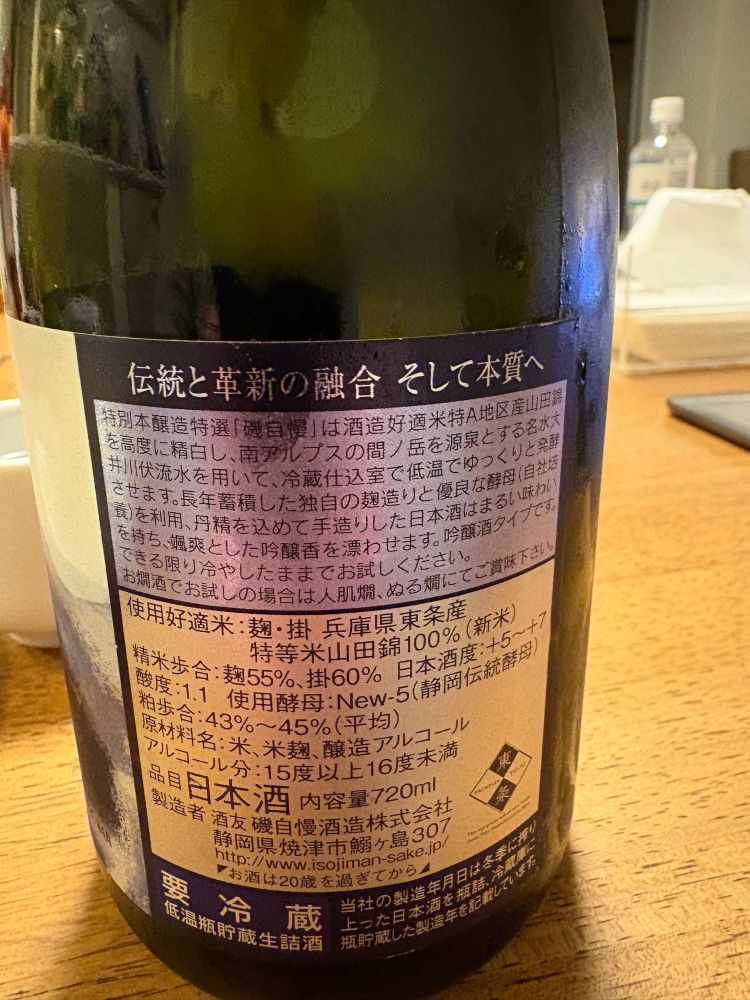 伝統と革新の融合 そして本質へ
特別本醸造特選「磯自慢」は酒造好適米特A地区産山田錦
を高度に精白し、南アルプスの間ノ岳を源泉とする名水大
井川伏流水を用いて、冷蔵仕込室で低温でゆっくりと発酵
させます。長年蓄積した独自の麹造りと優良な酵母(自社培
養)を利用、丹精を込めて手造りした日本酒はまるい味わい
を持ち、颯爽とした吟醸香を漂わせます。吟醸酒タイプです。
できる限り冷やしたままでお試しください。
お燗酒でお試しの場合は人肌燗、ぬる燗にてご賞味下さい。
使用好適米:麹・掛 兵庫県東条産
特等米山田錦100%(新米)
精米歩合:麹55%、掛60% 日本酒度:+5～+7
酸度:1.1 使用酵母:New-5(静岡伝統酵母)
粕歩合:43%～45%(平均)
原材料名:米、米麹、醸造アルコール
アルコール分:15度以上16度未満
品目 日本酒 内容量720ml
製造者 酒友 磯自慢酒造株式会社
静岡県焼津市鰯ヶ島307
http://www.isojiman-sake.jp/
お酒は20歳を過ぎてから
東条
TOJO
要冷蔵
低温瓶貯蔵生詰酒
当社の製造年月日は冬季に搾り
上った日本酒を瓶詰、冷蔵庫に
瓶貯蔵した製造年を記載しています。